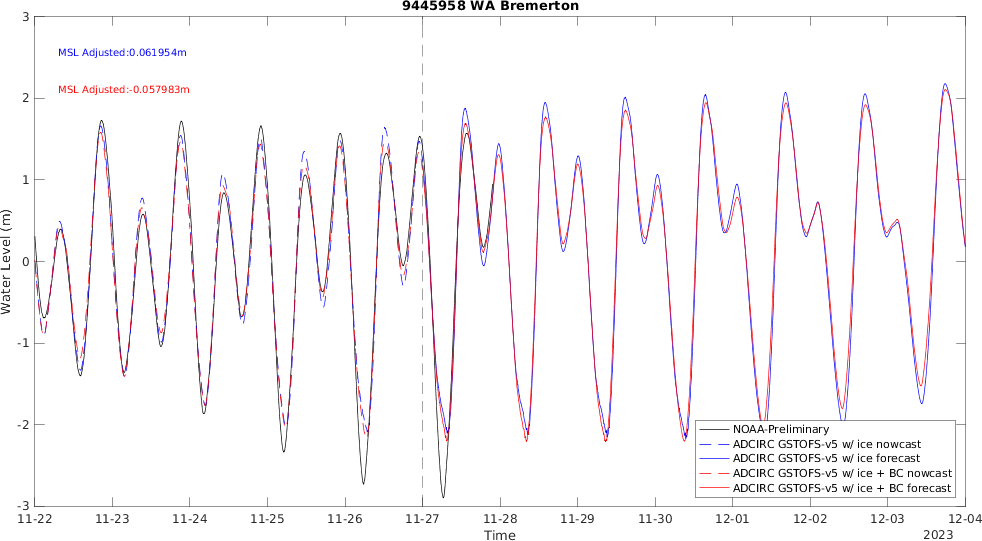 9445958 WA Bremerton
3
2
1
0
-1
-2
-3
Water Level (m)
MSL Adjusted:0.061954m
MSL Adjusted:-0.057983m
NOAA-Preliminary
ADCIRC GSTOFS-v5 w/ ice nowcast
ADCIRC GSTOFS-v5 w/ ice forecast
ADCIRC GSTOFS-v5 w/ ice + BC nowcast
ADCIRC GSTOFS-v5 w/ ice + BC forecast
11-22 11-23 11-24 11-25 11-26 11-27 11-28 11-29 11-30 12-01 12-02 12-03 12-04
Time
2023